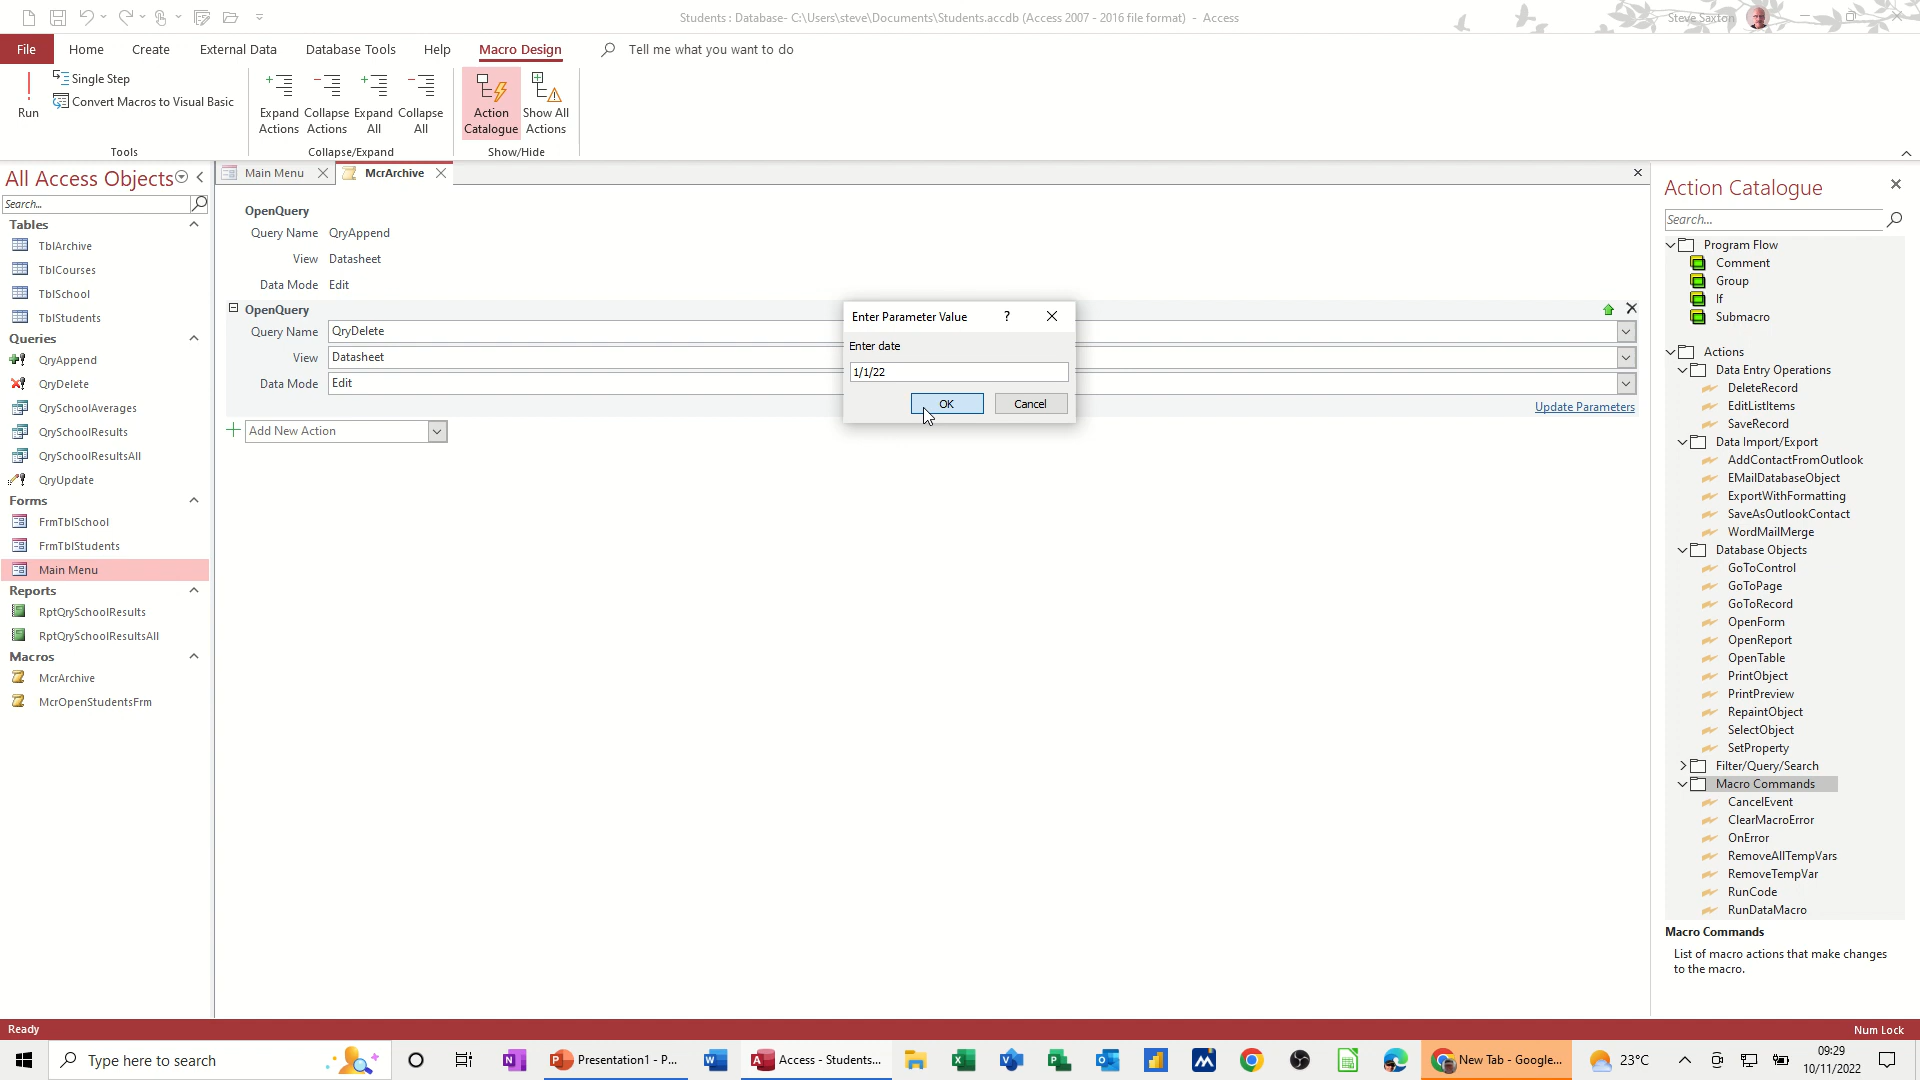 Students : Database- C:\Users\steve\Documents\Students.accdb (Access 2007 - 2016 file format) - Access
Steve Saxton
File
Home
Create
External Data
Database Tools
Help
Macro Design
Tell me what you want to do
Run
Single Step
Convert Macros to Visual Basic
Tools
Expand Actions
Collapse Actions
Expand All
Collapse All
Collapse/Expand
Action Catalogue
Show All Actions
Show/Hide
All Access Objects
Search...
Tables
TblArchive
TblCourses
TblSchool
TblStudents
Queries
QryAppend
QryDelete
QrySchoolAverages
QrySchoolResults
QrySchoolResultsAll
QryUpdate
Forms
FrmTblSchool
FrmTblStudents
Main Menu
Reports
RptQrySchoolResults
RptQrySchoolResultsAll
Macros
McrArchive
McrOpenStudentsFrm
Main Menu
McrArchive
OpenQuery
Query Name QryAppend
View Datasheet
Data Mode Edit
OpenQuery
Query Name QryDelete
View Datasheet
Data Mode Edit
Update Parameters
Add New Action
Enter Parameter Value ?
Enter date
1/1/22
OK
Cancel
Action Catalogue
Search...
Program Flow
Comment
Group
If
Submacro
Actions
Data Entry Operations
DeleteRecord
EditListItems
SaveRecord
Data Import/Export
AddContactFromOutlook
EMailDatabaseObject
ExportWithFormatting
SaveAsOutlookContact
WordMailMerge
Database Objects
GoToControl
GoToPage
GoToRecord
OpenForm
OpenReport
OpenTable
PrintObject
PrintPreview
RepaintObject
SelectObject
SetProperty
Filter/Query/Search
Macro Commands
CancelEvent
ClearMacroError
OnError
RemoveAllTempVars
RemoveTempVar
RunCode
RunDataMacro
Macro Commands
List of macro actions that make changes
to the macro.
Ready
Num Lock
Type here to search
Presentation1 - P...
Access - Students...
New Tab - Google...
23°C
09:29
10/11/2022